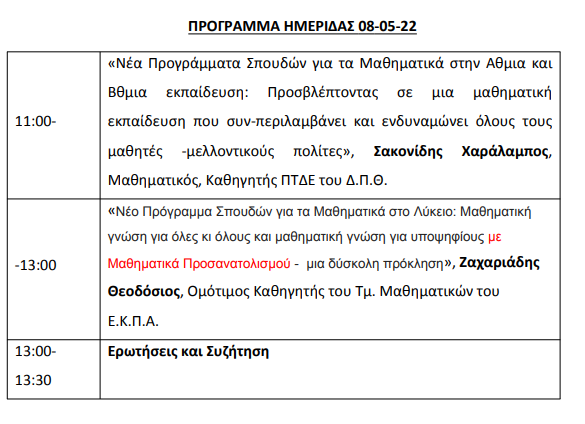 ΠΡΟΓΡΑΜΜΑ ΗΜΕΡΙΔΑΣ 08-05-22
11:00-
«Νέα Προγράμματα Σπουδών για τα Μαθηματικά στην Αθμια και
Βθμια εκπαίδευση: Προσβλέποντας σε μια μαθηματική
εκπαίδευση που συν-περιλαμβάνει και ενδυναμώνει όλους τους
μαθητές -μελλοντικούς πολίτες», Σακονίδης Χαράλαμπος,
Μαθηματικός, Καθηγητής ΠΤΔΕ του Δ.Π.Θ.
-13:00
«Νέο Πρόγραμμα Σπουδών για τα Μαθηματικά στο Λύκειο: Μαθηματική
γνώση για όλες κι όλους και μαθηματική γνώση για υποψηφίους με
Μαθηματικά Προσανατολισμού - μια δύσκολη πρόκληση», Ζαχαριάδης
Θεοδόσιος, Ομότιμος Καθηγητής του Τμ. Μαθηματικών του
Ε.Κ.Π.Α.
13:00-
13:30
Ερωτήσεις και Συζήτηση